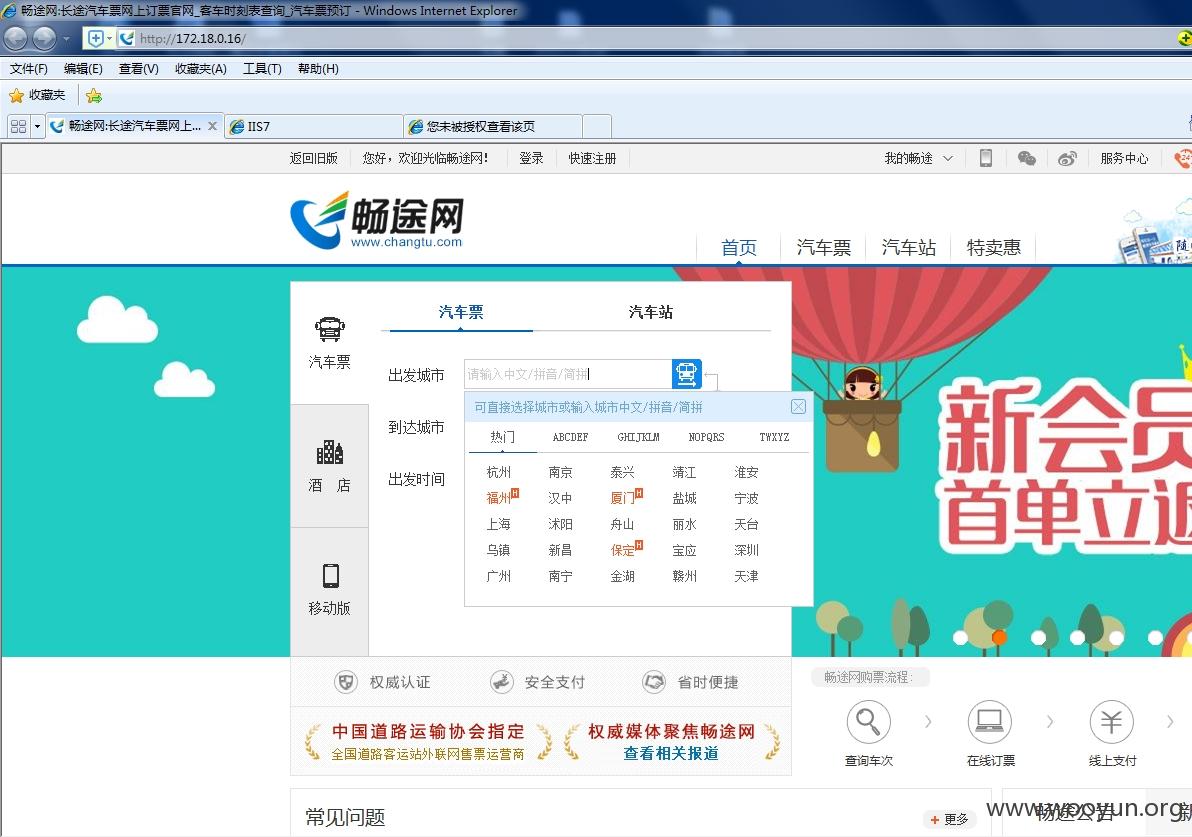 畅途网:长途汽车票网上订票官网_客车时刻表查询_汽车票预订 - Windows Internet Explorer
http://172.18.0.16/
文件(F) 编辑(E) 查看(V) 收藏夹(A) 工具(T) 帮助(H)
收藏夹
畅途网:长途汽车票网上... IIS7 您未被授权查看该页
返回旧版 您好，欢迎光临畅途网! 登录 快速注册 我的畅途 服务中心
畅途网
www.changtu.com
首页 汽车票 汽车站 特卖惠
汽车票 汽车站
汽车票
出发城市 请输入中文/拼音/简拼
可直接选择城市或输入城市中文/拼音/简拼
到达城市
热门 ABCDEF GHIJKLM NOPQRS TWXYZ
出发时间
杭州 南京 泰兴 靖江 淮安
福州H 汉中 厦门H 盐城 宁波
上海 沭阳 舟山 丽水 天台
乌镇 新昌 保定H 宝应 深圳
广州 南宁 金湖 赣州 天津
酒 店
移动版
新会员
首单立返
权威认证 安全支付 省时便捷
畅途网购票流程:
中国道路运输协会指定 权威媒体聚焦畅途网
全国道路客运站外联网售票运营商 查看相关报道
查询车次 在线订票 线上支付
常见问题 + 更多
畅途公告
www.wooyun.org